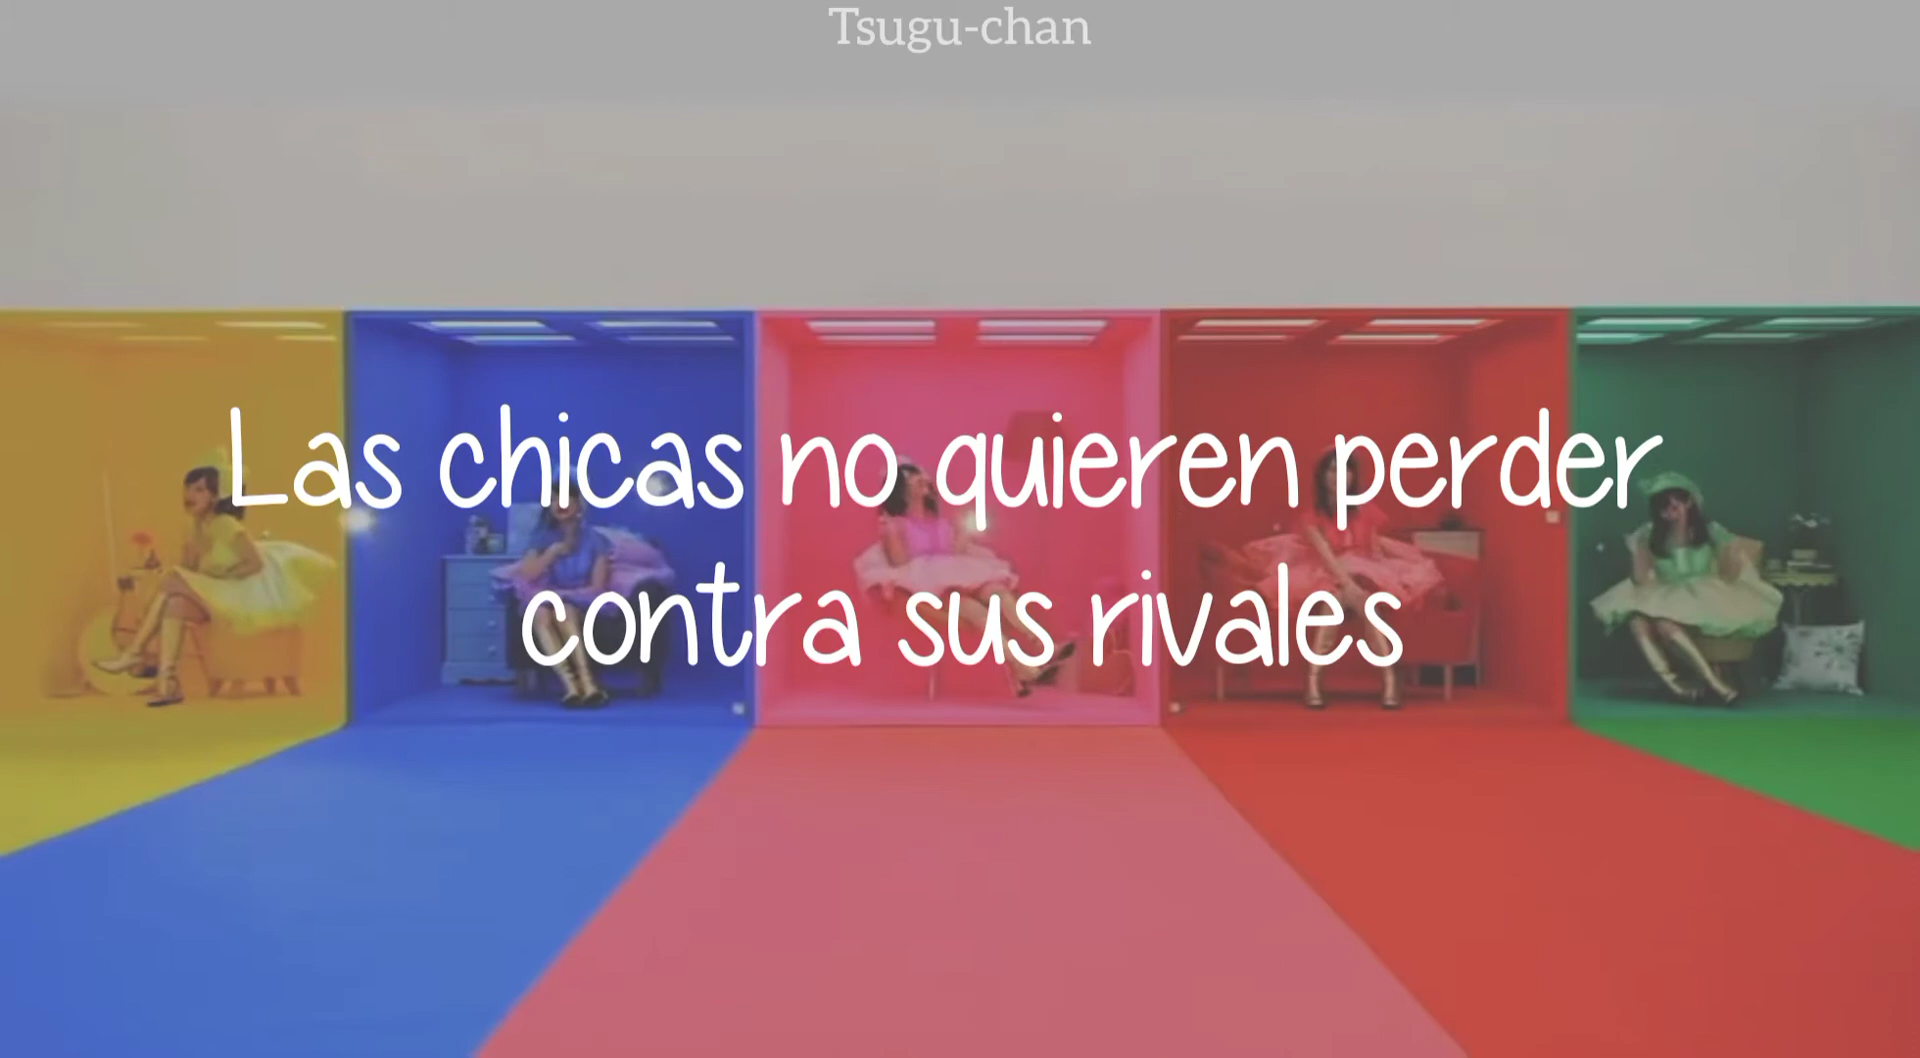 Tsugu-chan
Las chicas no quieren perder
contra sus rivales